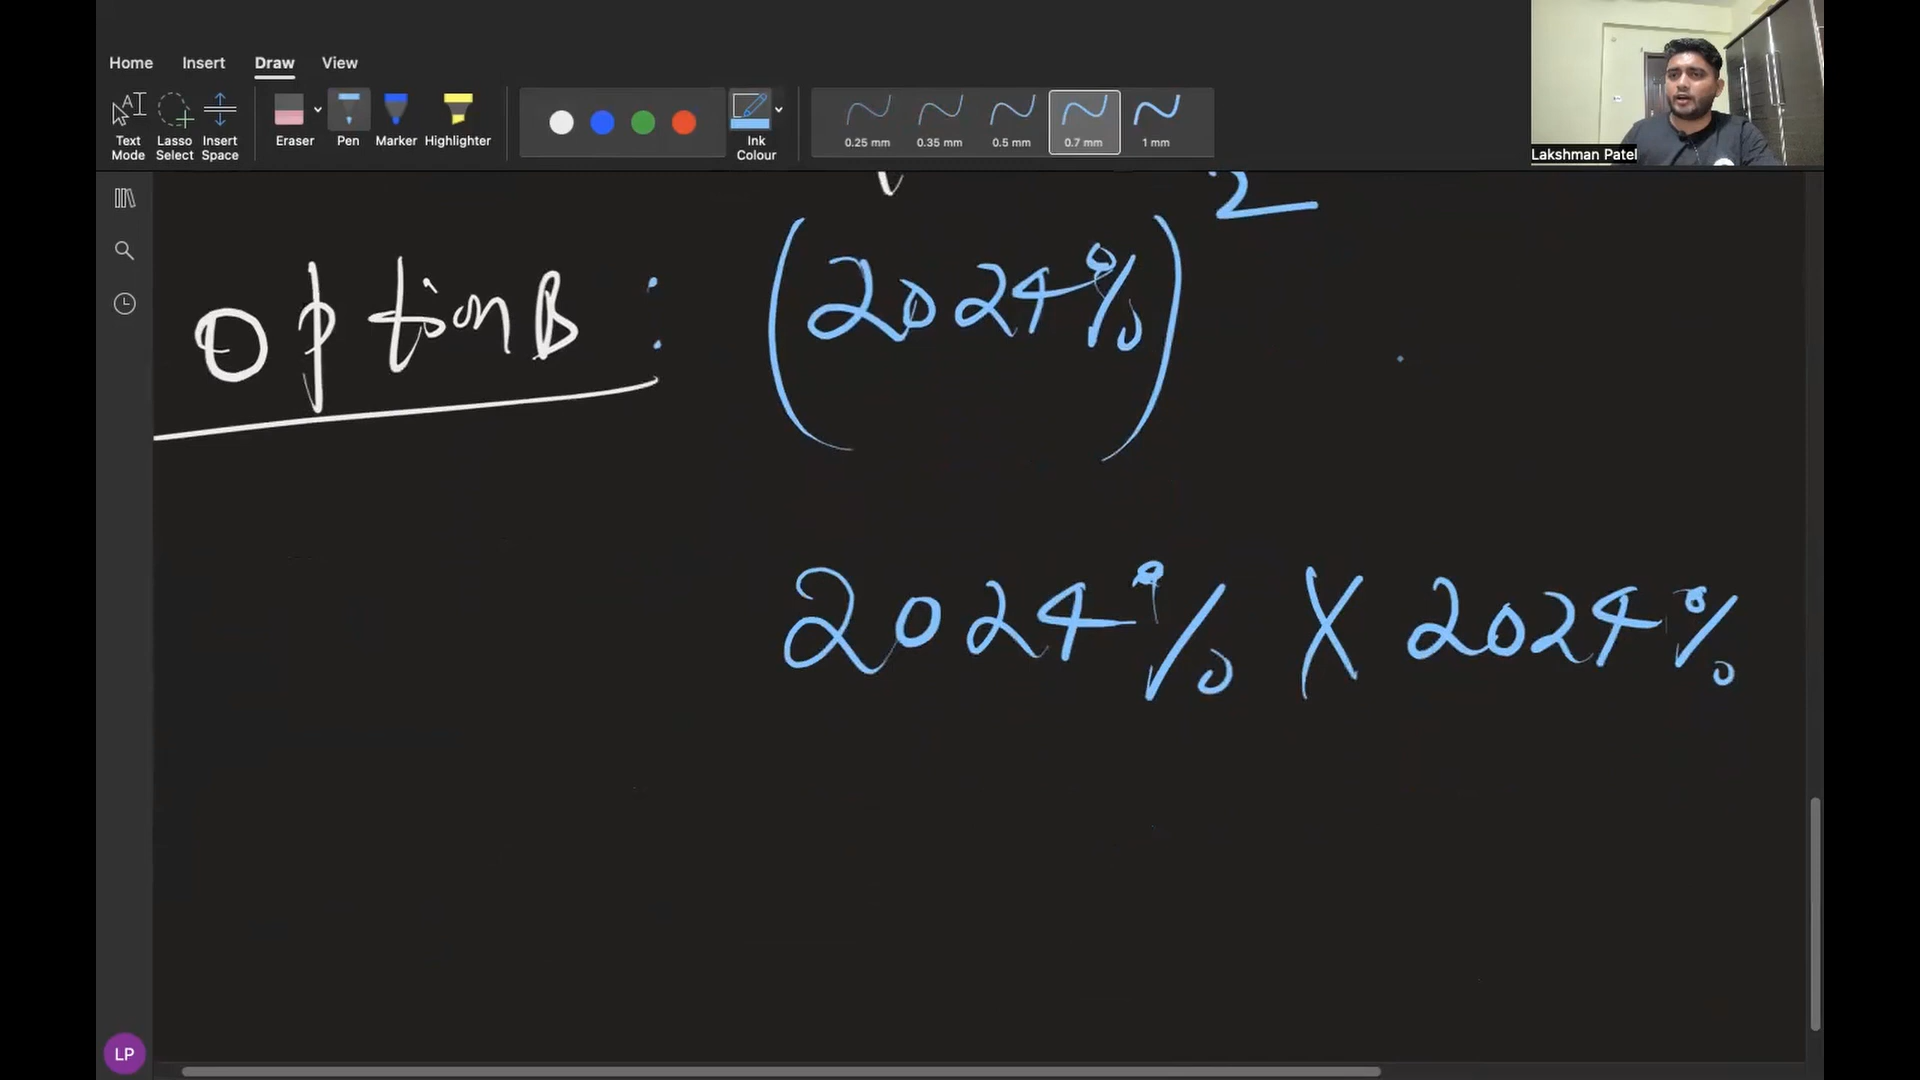 Home Insert Draw View
Text Mode Lasso Select Insert Space Eraser Pen Marker Highlighter Ink Colour 0.25 mm 0.35 mm 0.5 mm 0.7 mm 1 mm
Lakshman Patel
2
Option B : (2024%)
2024% X 2024%
LP